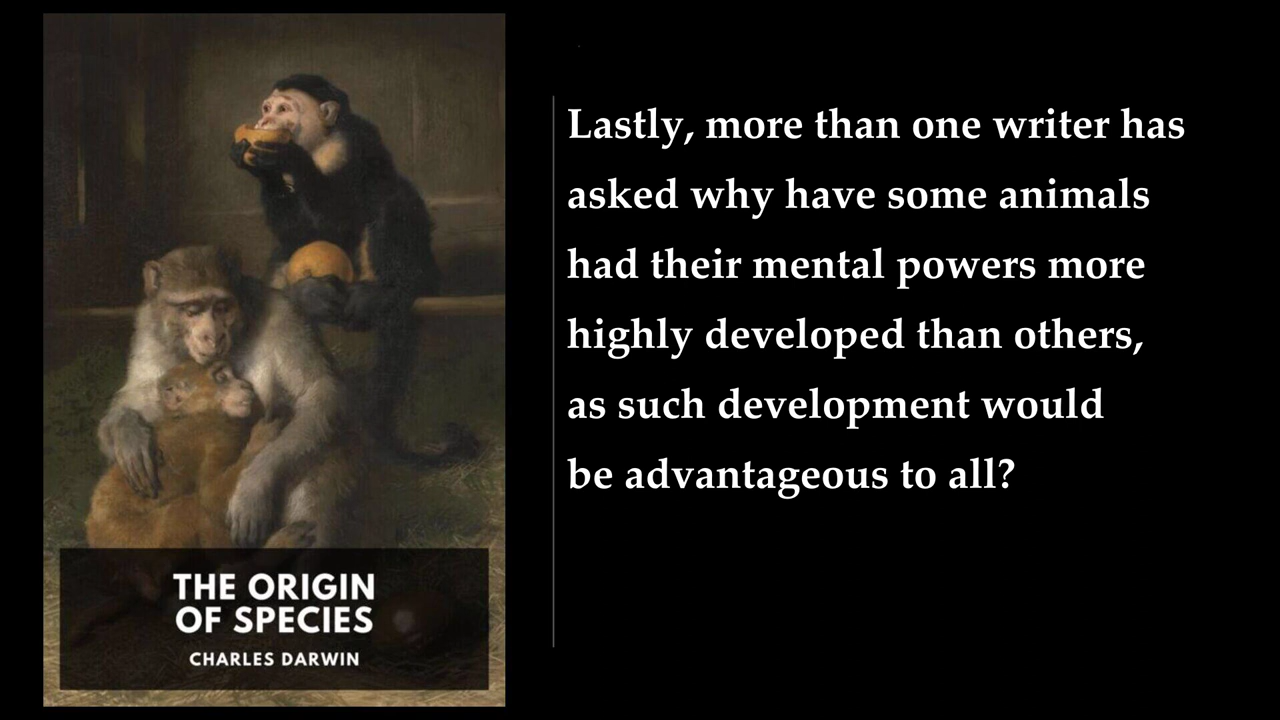 THE ORIGIN
OF SPECIES
CHARLES DARWIN
Lastly, more than one writer has
asked why have some animals
had their mental powers more
highly developed than others,
as such development would
be advantageous to all?